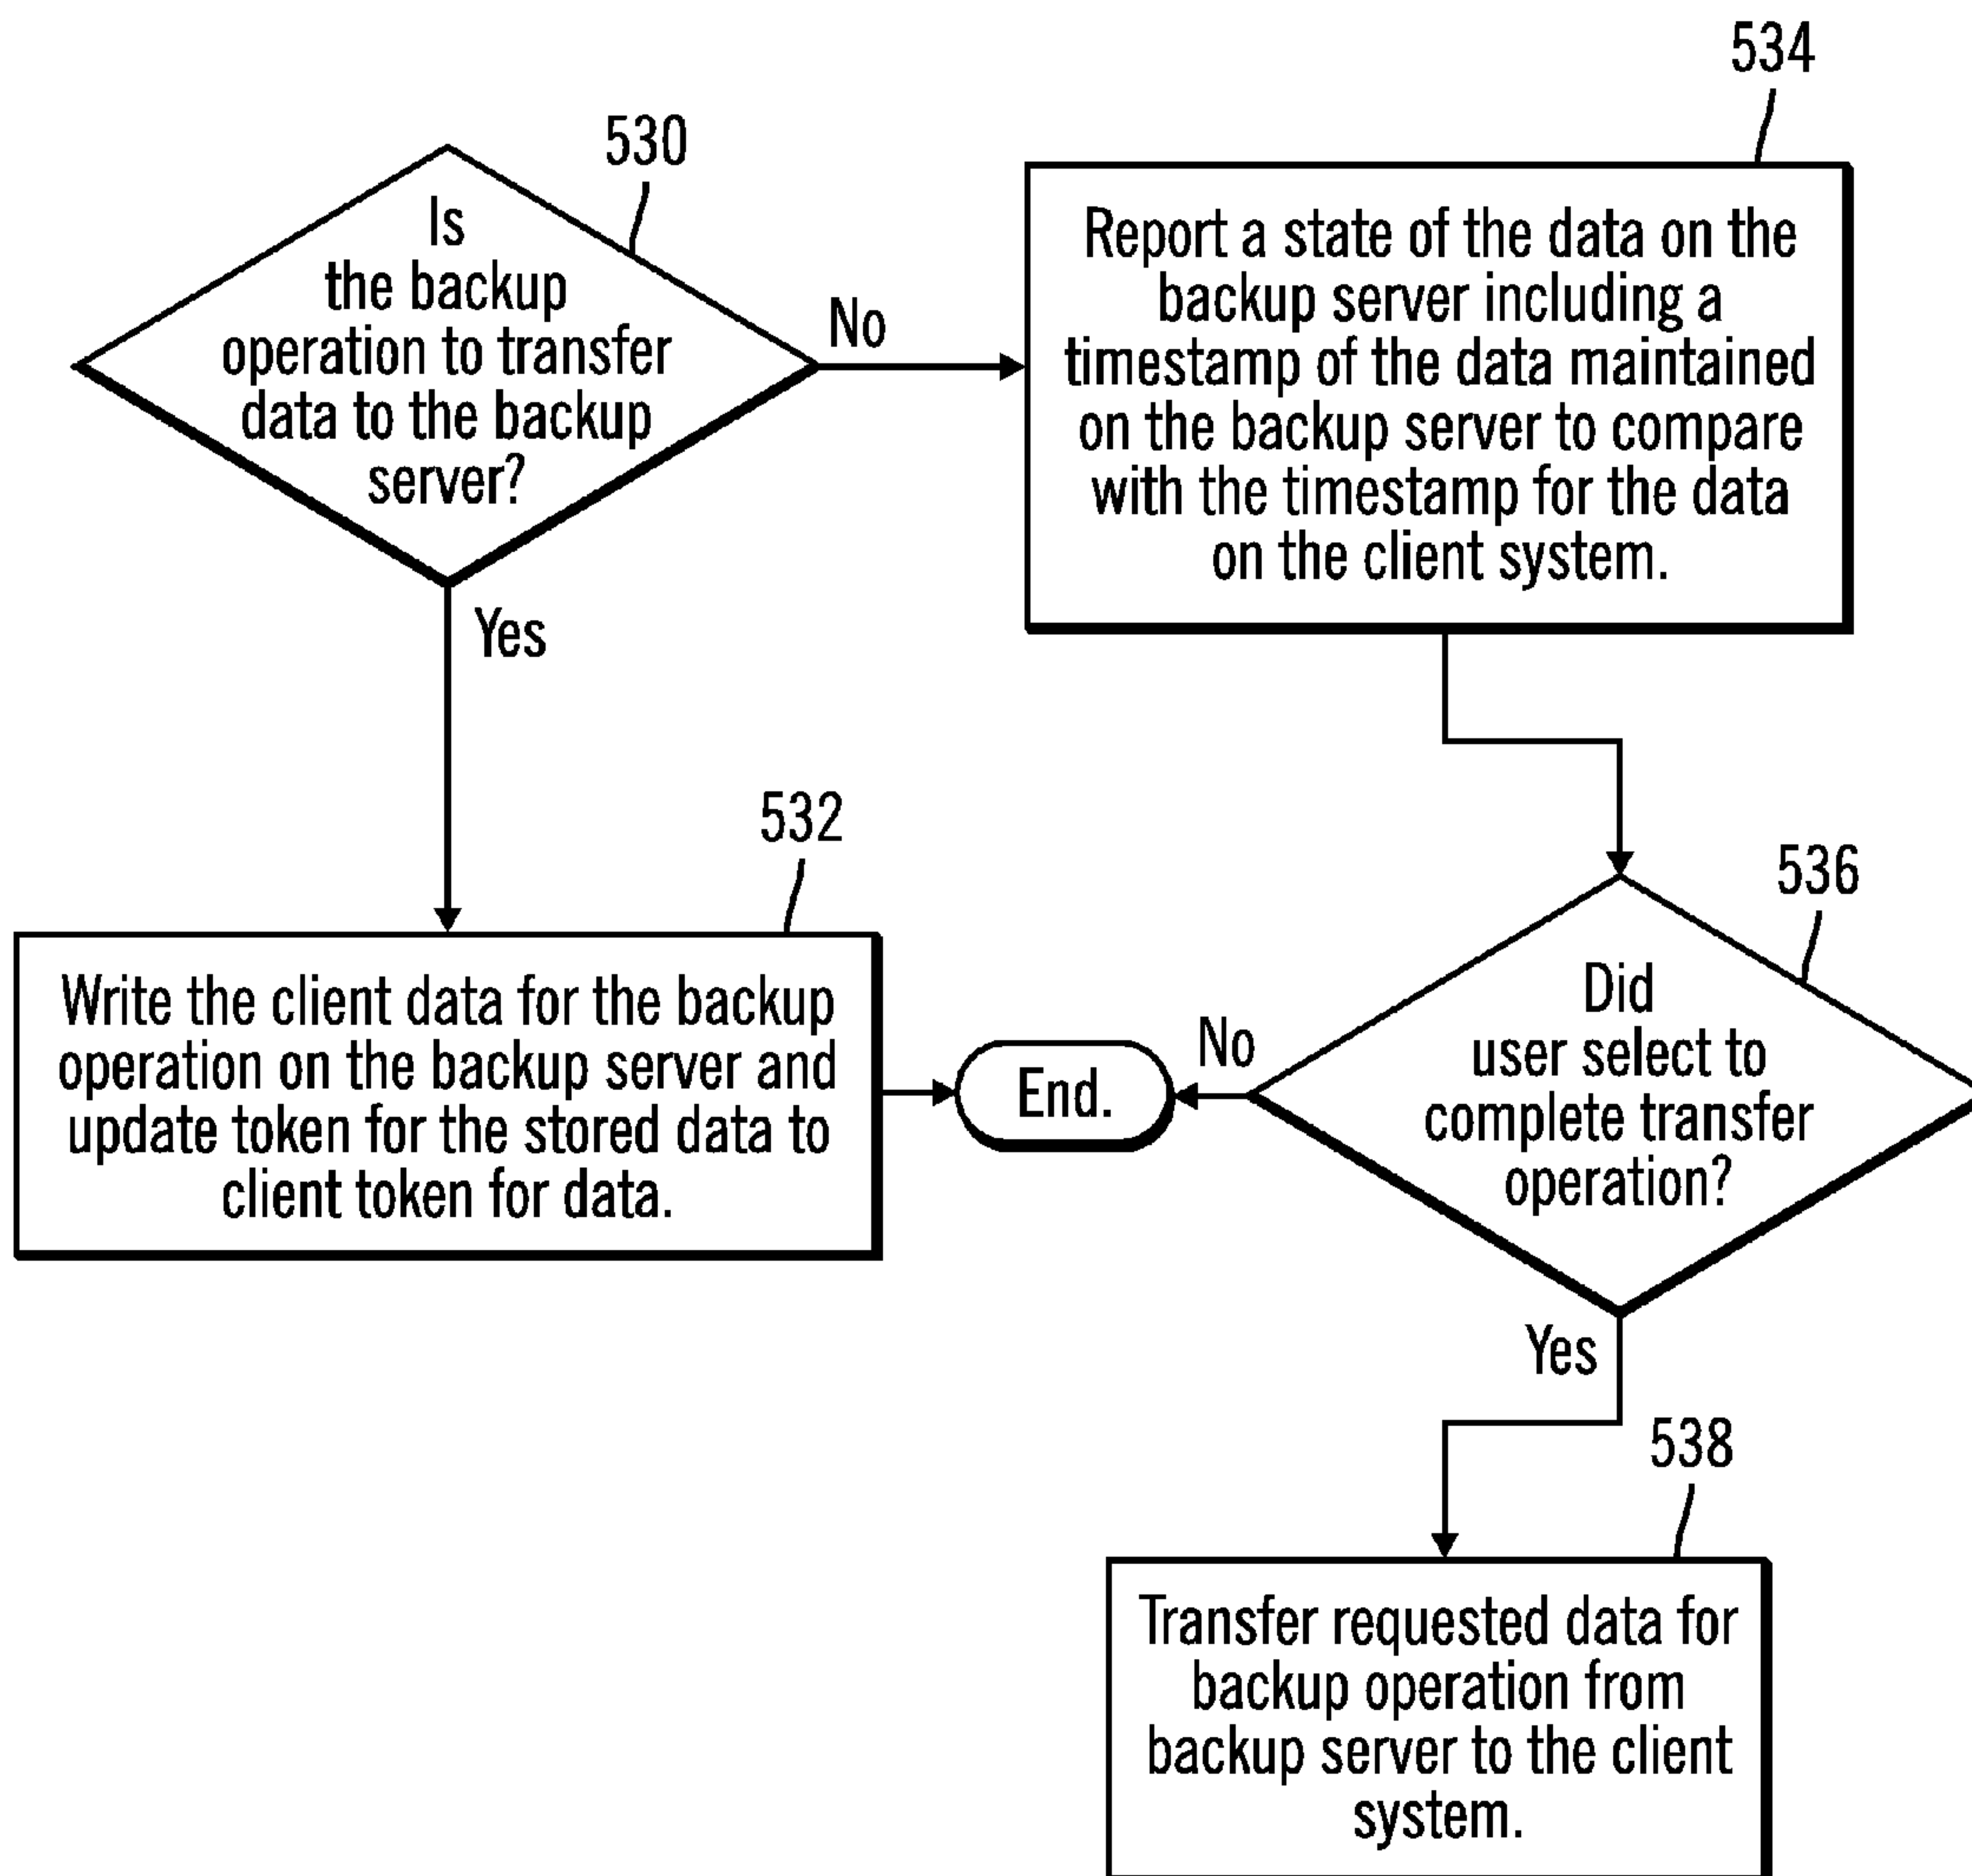 530
Is
the backup
operation to transfer
data to the backup
server?
No
Yes
534
Report a state of the data on the
backup server including a
timestamp of the data maintained
on the backup server to compare
with the timestamp for the data
on the client system.
532
Write the client data for the backup
operation on the backup server and
update token for the stored data to
client token for data.
End.
No
536
Did
user select to
complete transfer
operation?
Yes
538
Transfer requested data for
backup operation from
backup server to the client
system.